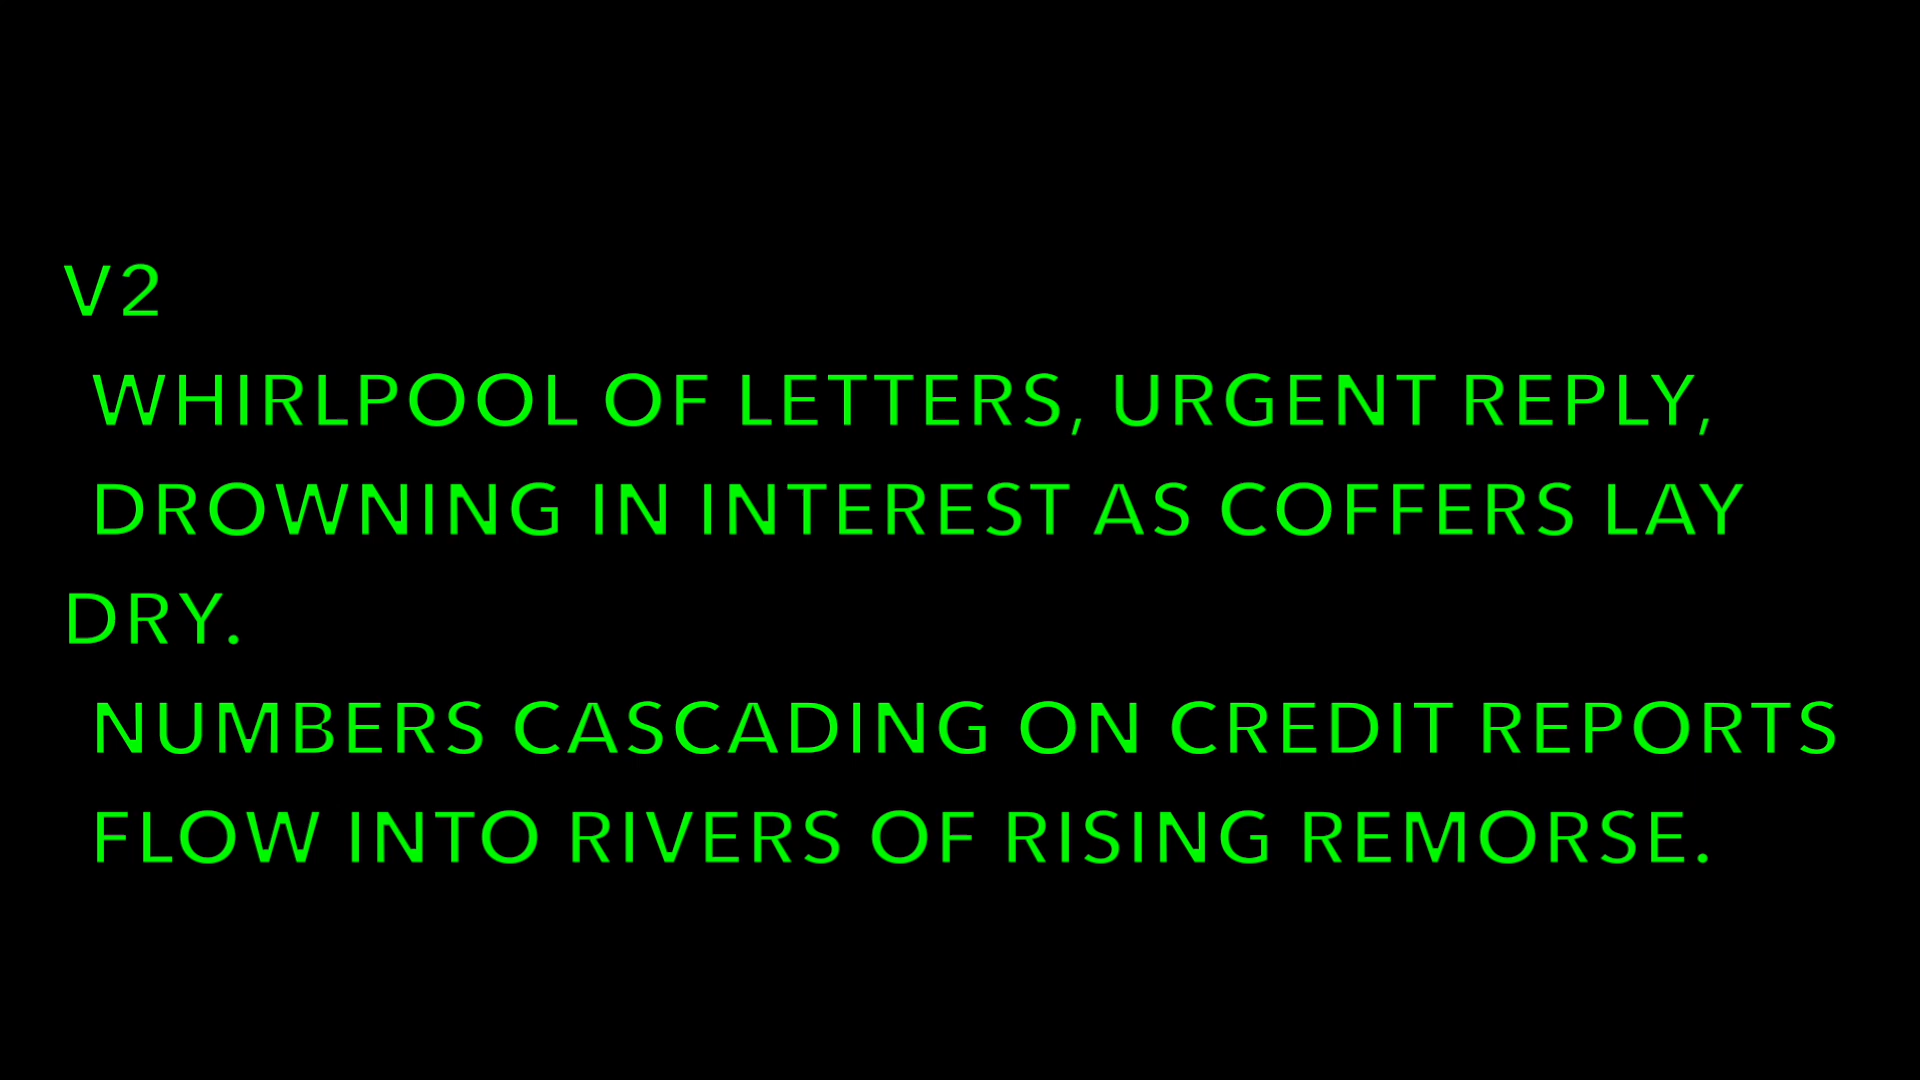 V2
WHIRLPOOL OF LETTERS, URGENT REPLY,
DROWNING IN INTEREST AS COFFERS LAY
DRY.
NUMBERS CASCADING ON CREDIT REPORTS
FLOW INTO RIVERS OF RISING REMORSE.